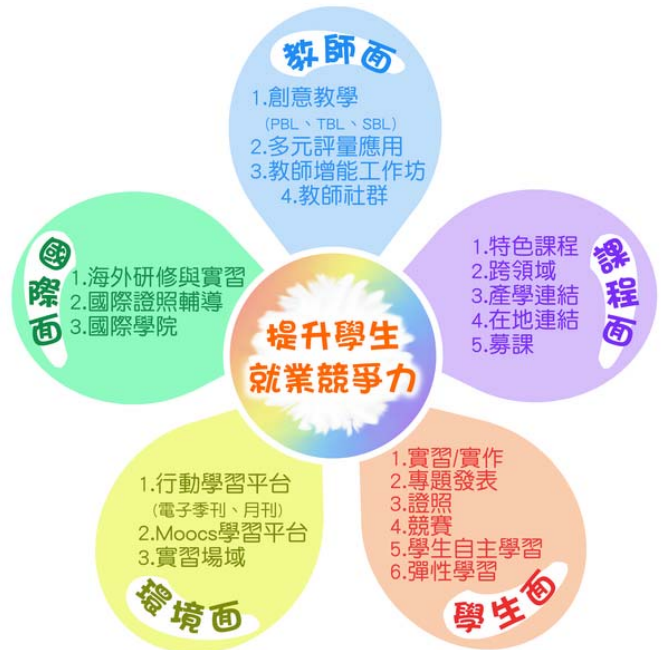 教師面
1.創意教學
(PBL、TBL、SBL)
2.多元評量應用
3.教師增能工作坊
4.教師社群
國際面
1.海外研修與實習
2.國際證照輔導
3.國際學院
課程面
1.特色課程
2.跨領域
3.產學連結
4.在地連結
5.募課
提升學生
就業競爭力
1.行動學習平台
(電子季刊、月刊)
2.Moocs學習平台
3.實習場域
環境面
1.實習/實作
2.專題發表
3.證照
4.競賽
5.學生自主學習
6.彈性學習
學生面